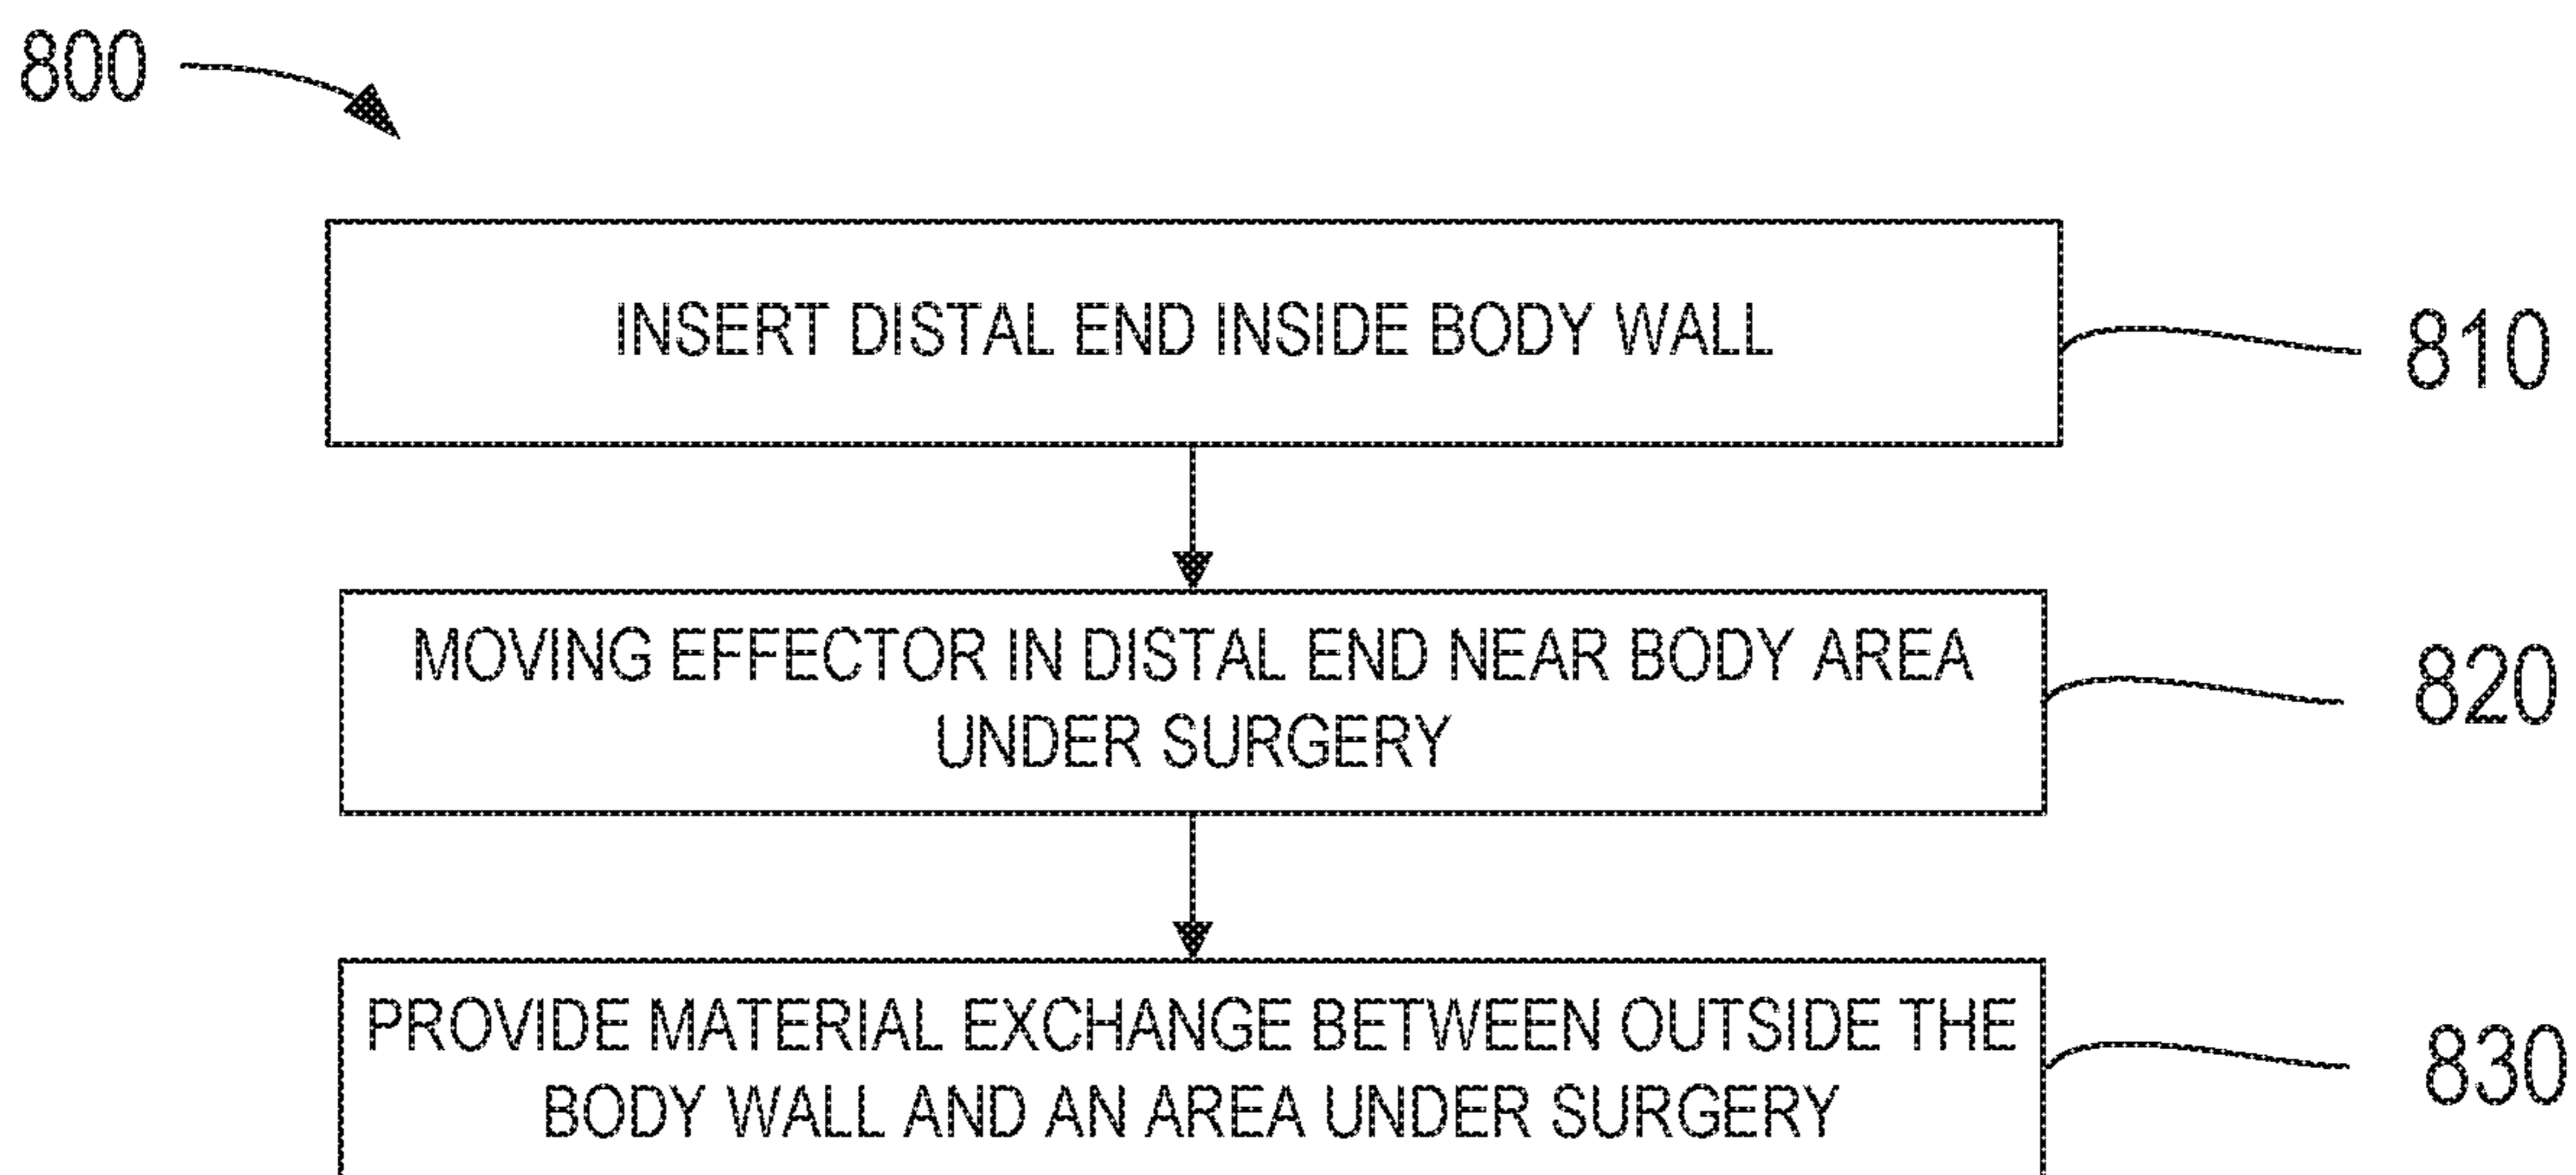 800
INSERT DISTAL END INSIDE BODY WALL
810
MOVING EFFECTOR IN DISTAL END NEAR BODY AREA
UNDER SURGERY
820
PROVIDE MATERIAL EXCHANGE BETWEEN OUTSIDE THE
BODY WALL AND AN AREA UNDER SURGERY
830